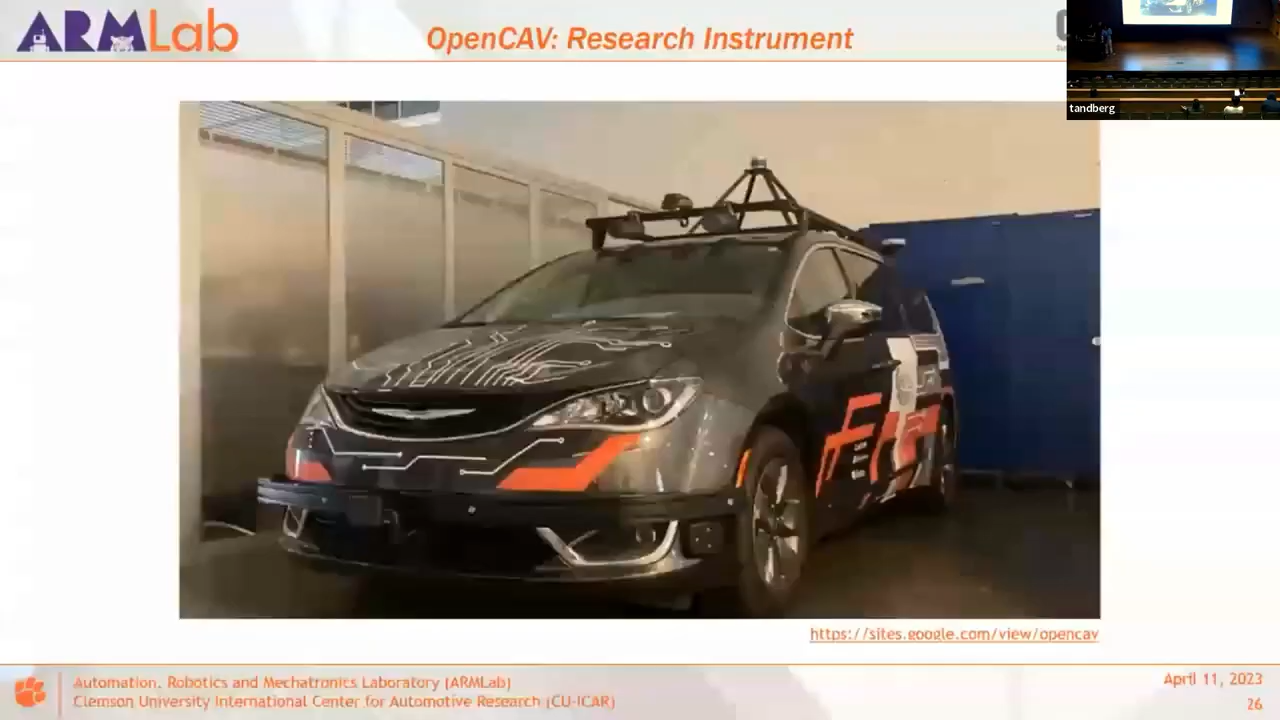 ARMLab
OpenCAV: Research Instrument
tandberg
https://sites.google.com/view/opencav
Automation, Robotics and Mechatronics Laboratory (ARMLab)
Clemson University International Center for Automotive Research (CU-ICAR)
April 11, 2023
26